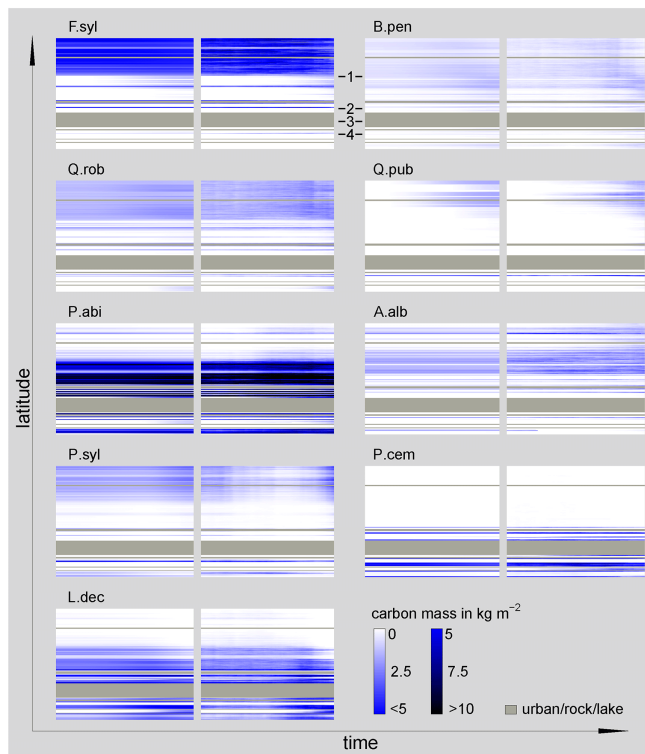 F.syl
B.pen
−1−
−2−
−3−
−4−
Q.rob
Q.pub
P.abi
A.alb
latitude
P.syl
P.cem
L.dec
carbon mass in kg m⁻²
0 5
2.5 7.5
<5 >10
urban/rock/lake
time